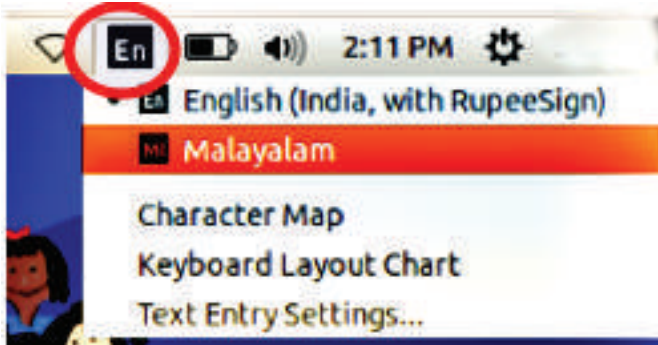 En 2:11 PM
En English (India, with RupeeSign)
Ml Malayalam
Character Map
Keyboard Layout Chart
Text Entry Settings...